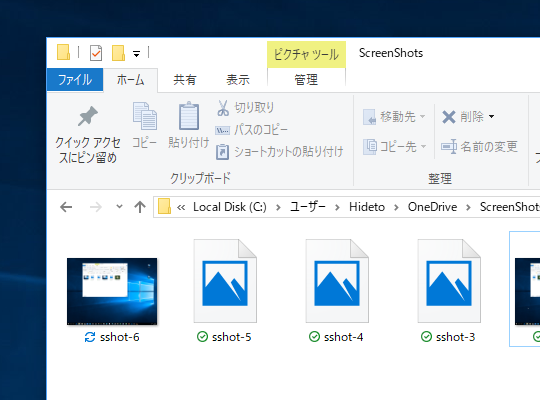 ピクチャ ツール
ScreenShots
ファイル
ホーム
共有
表示
管理
クイック アクセ
スにピン留め
コピー
貼り付け
切り取り
パスのコピー
ショートカットの貼り付け
クリップボード
移動先
コピー先
削除
名前の変更
整理
« Local Disk (C:) › ユーザー › Hideto › OneDrive › ScreenShots
sshot-6
sshot-5
sshot-4
sshot-3